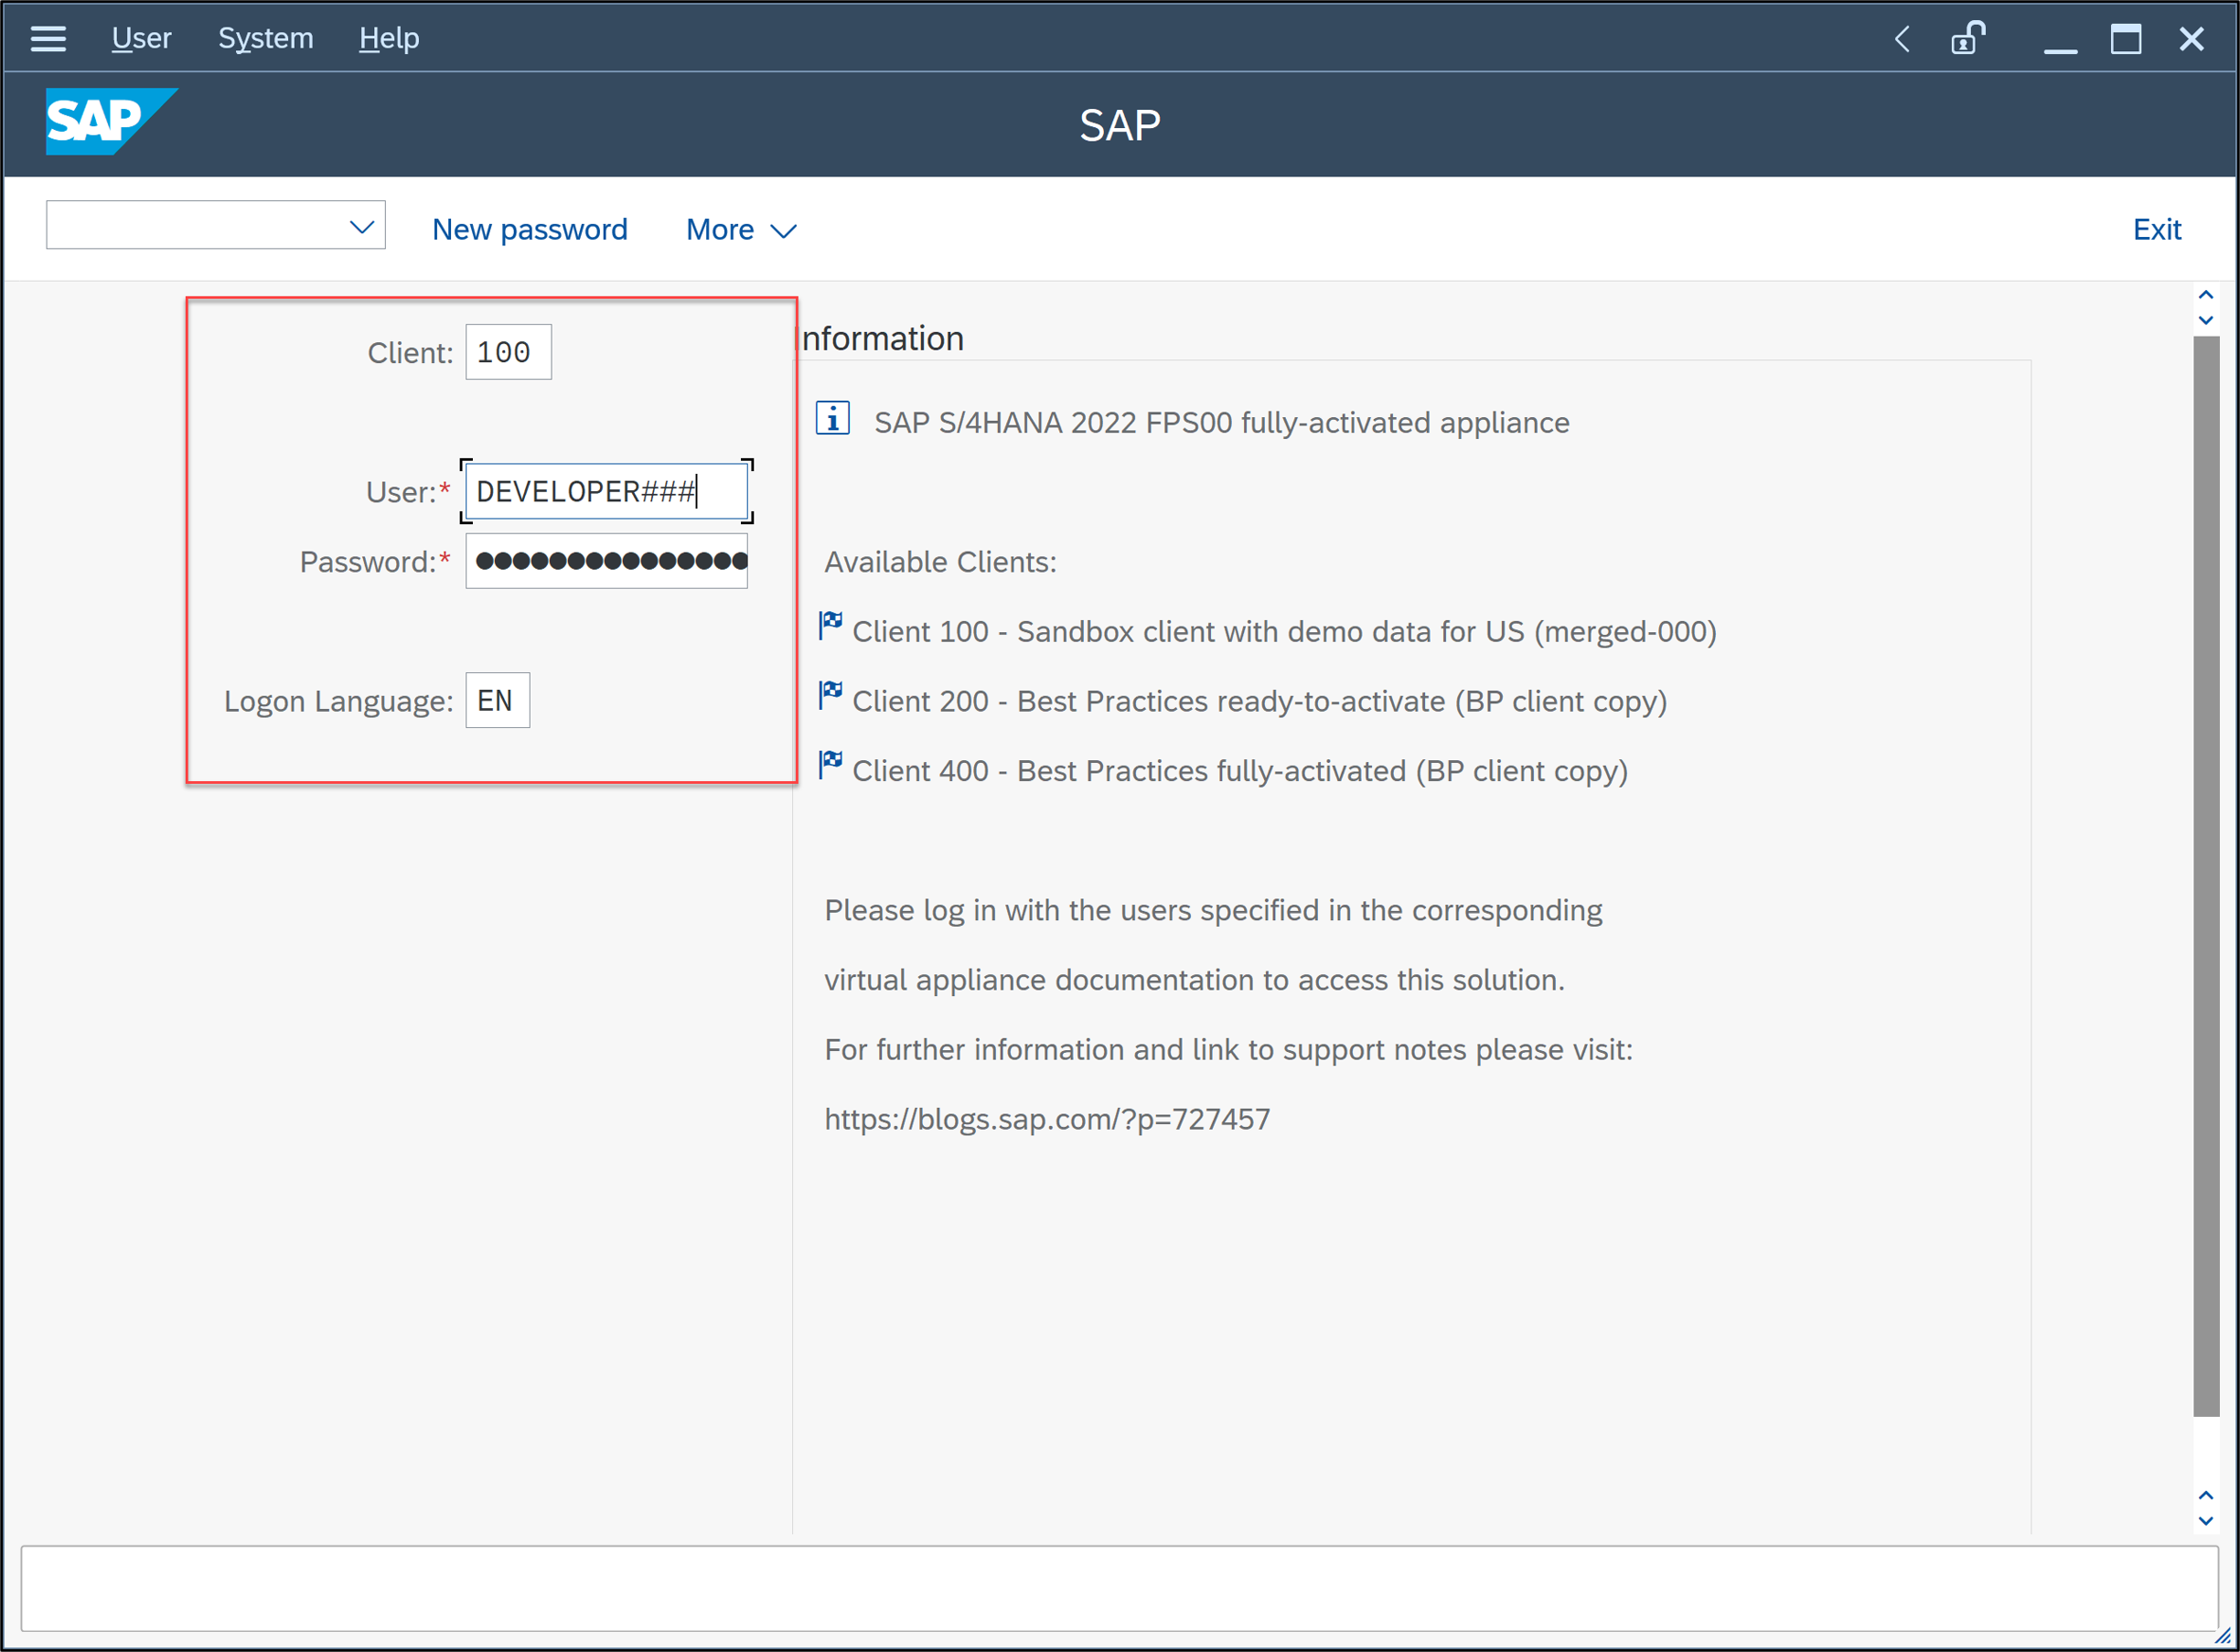 User System Help
SAP
SAP
New password More Exit
Client: 100
User:* DEVELOPER###
Password:* ●●●●●●●●●●●●●●●
Logon Language: EN
nformation
SAP S/4HANA 2022 FPS00 fully-activated appliance
Available Clients:
Client 100 - Sandbox client with demo data for US (merged-000)
Client 200 - Best Practices ready-to-activate (BP client copy)
Client 400 - Best Practices fully-activated (BP client copy)
Please log in with the users specified in the corresponding
virtual appliance documentation to access this solution.
For further information and link to support notes please visit:
https://blogs.sap.com/?p=727457